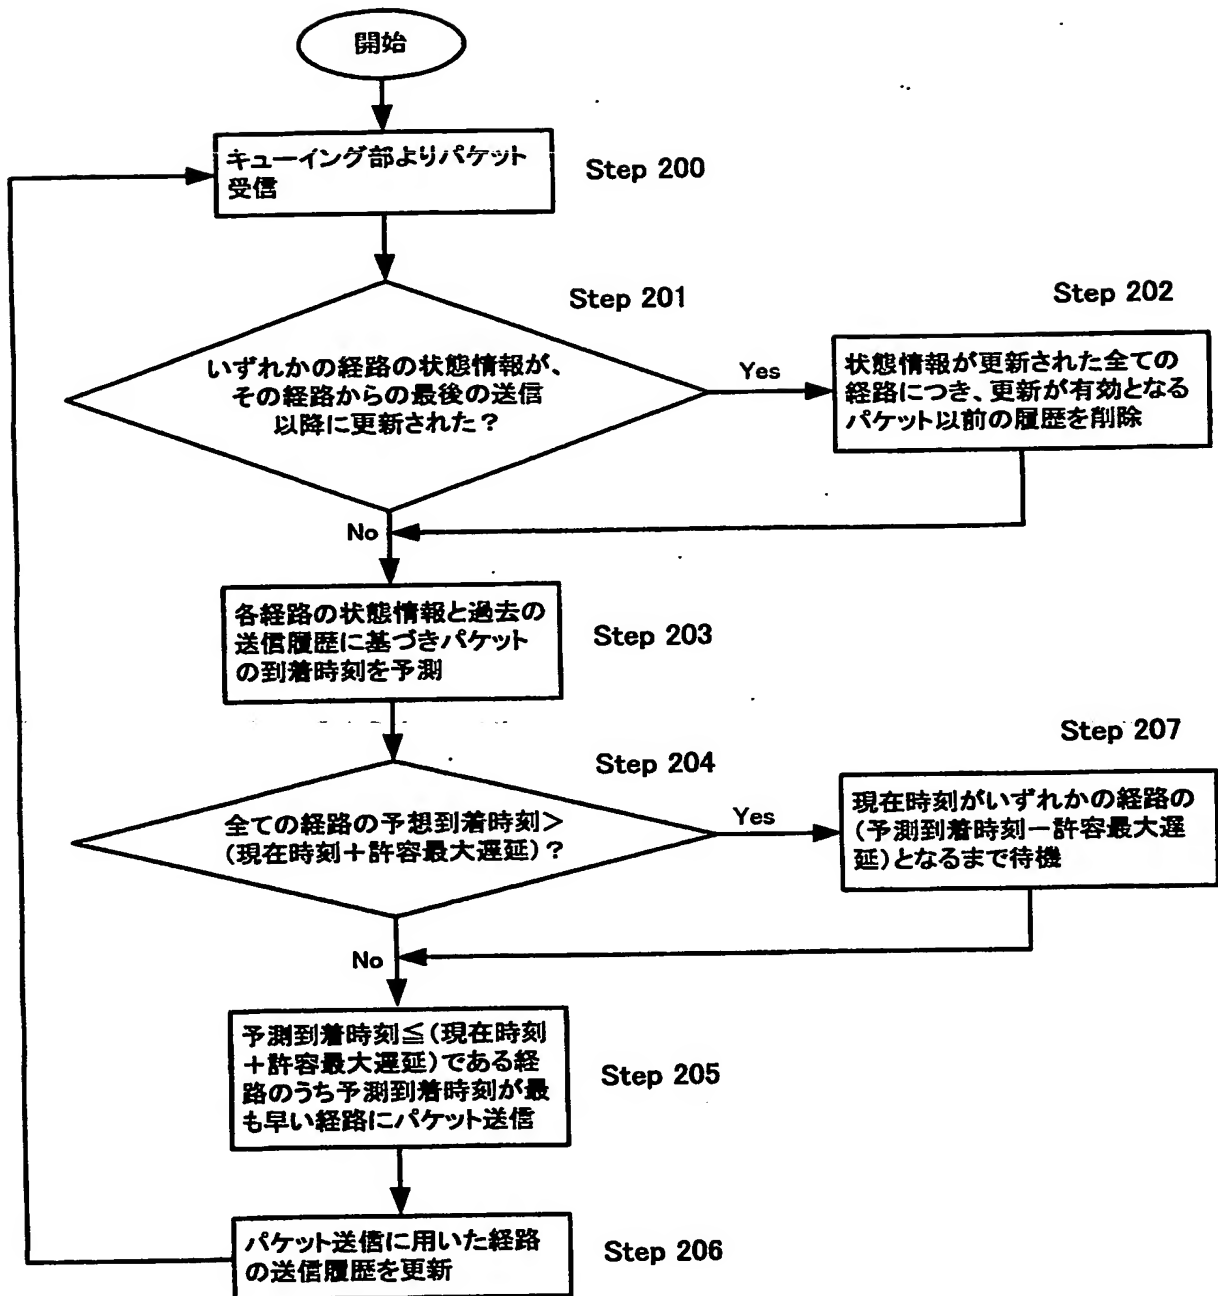 開始
キューイング部よりパケット
受信
Step 200
Step 201
いずれかの経路の状態情報が、
その経路からの最後の送信
以降に更新された?
Yes
Step 202
状態情報が更新された全ての
経路につき、更新が有効となる
パケット以前の履歴を削除
No
各経路の状態情報と過去の
送信履歴に基づきパケット
の到着時刻を予測
Step 203
Step 204
全ての経路の予想到着時刻>
(現在時刻+許容最大遅延)?
Yes
Step 207
現在時刻がいずれかの経路の
(予測到着時刻-許容最大遅
延)となるまで待機
No
予測到着時刻≦(現在時刻
+許容最大遅延)である経
路のうち予測到着時刻が最
も早い経路にパケット送信
Step 205
パケット送信に用いた経路
の送信履歴を更新
Step 206